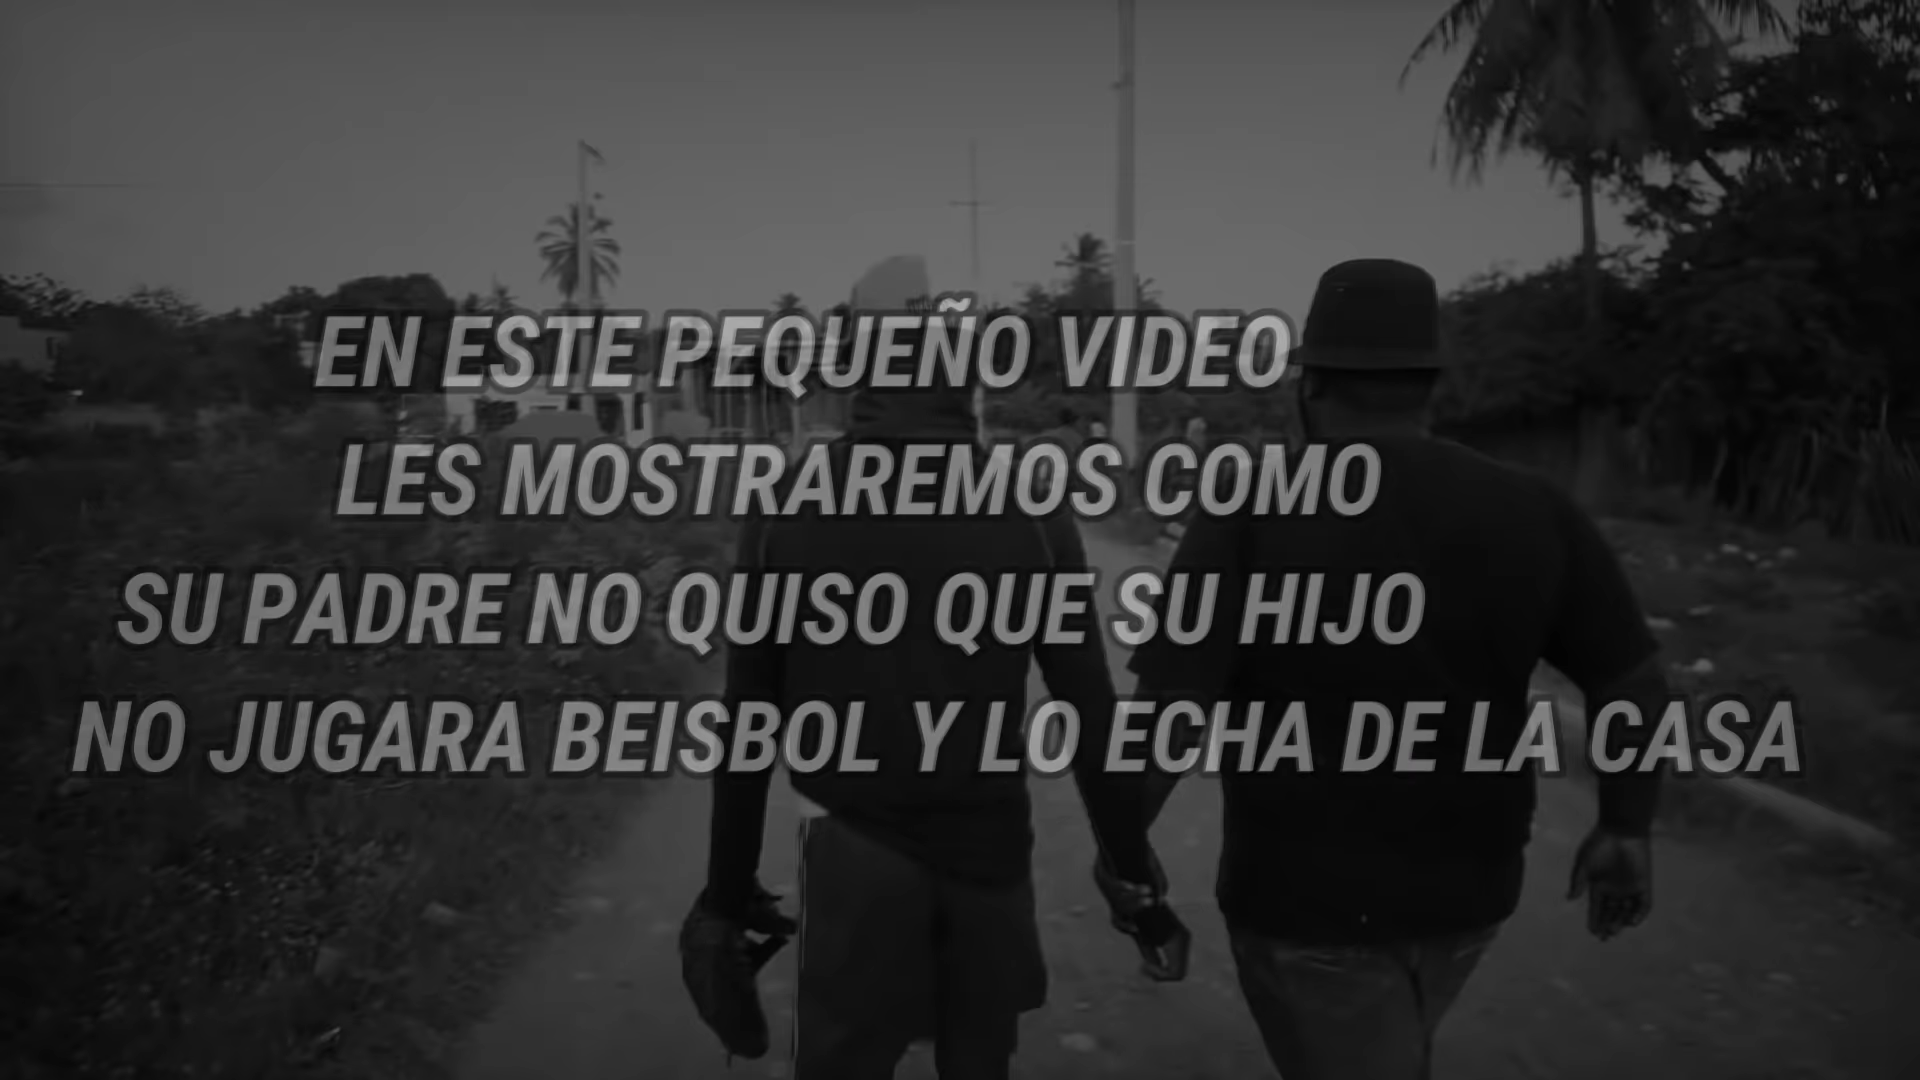 EN ESTE PEQUEÑO VIDEO
LES MOSTRAREMOS COMO
SU PADRE NO QUISO QUE SU HIJO
NO JUGARA BEISBOL Y LO ECHA DE LA CASA